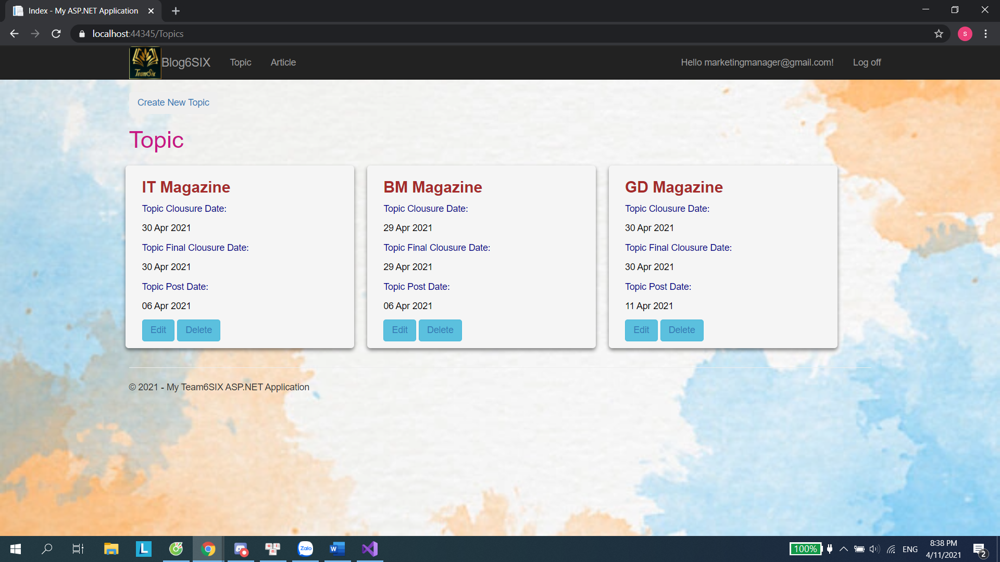 Index - My ASP.NET Application
localhost:44345/Topics
s
TeamSix
Blog6SIX
Topic
Article
Hello marketingmanager@gmail.com!
Log off
Create New Topic
Topic
IT Magazine
Topic Clousure Date:
30 Apr 2021
Topic Final Clousure Date:
30 Apr 2021
Topic Post Date:
06 Apr 2021
Edit
Delete
BM Magazine
Topic Clousure Date:
29 Apr 2021
Topic Final Clousure Date:
29 Apr 2021
Topic Post Date:
06 Apr 2021
Edit
Delete
GD Magazine
Topic Clousure Date:
30 Apr 2021
Topic Final Clousure Date:
30 Apr 2021
Topic Post Date:
11 Apr 2021
Edit
Delete
© 2021 - My Team6SIX ASP.NET Application
L
Zalo
W
100%
ENG
8:38 PM
4/11/2021
2